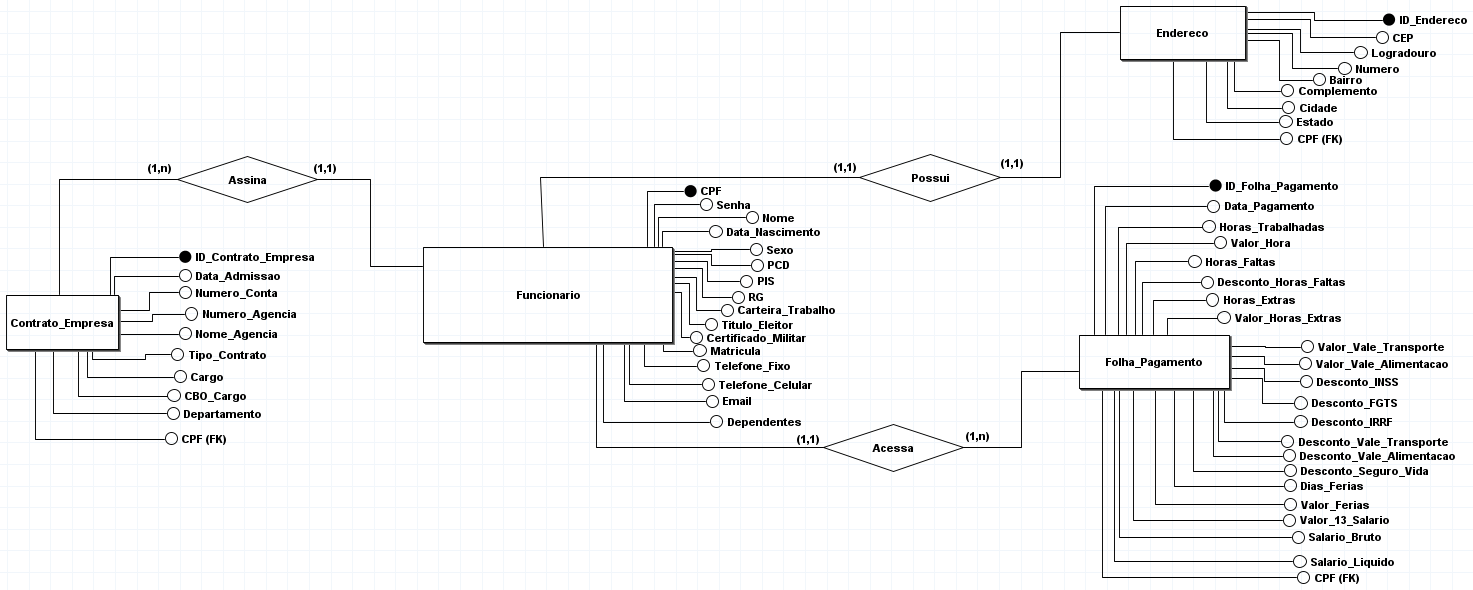 Endereco
ID_Endereco
CEP
Logradouro
Numero
Bairro
Complemento
Cidade
Estado
CPF (FK)
(1,n)
Assina
(1,1)
(1,1)
Possui
(1,1)
CPF
Senha
Nome
Data_Nascimento
Sexo
PCD
PIS
RG
Carteira_Trabalho
Titulo_Eleitor
Certificado_Militar
Matricula
Telefone_Fixo
Telefone_Celular
Email
Dependentes
Funcionario
ID_Contrato_Empresa
Data_Admissao
Numero_Conta
Numero_Agencia
Nome_Agencia
Tipo_Contrato
Cargo
CBO_Cargo
Departamento
CPF (FK)
Contrato_Empresa
(1,1)
Acessa
(1,n)
ID_Folha_Pagamento
Data_Pagamento
Horas_Trabalhadas
Valor_Hora
Horas_Faltas
Desconto_Horas_Faltas
Horas_Extras
Valor_Horas_Extras
Folha_Pagamento
Valor_Vale_Transporte
Valor_Vale_Alimentacao
Desconto_INSS
Desconto_FGTS
Desconto_IRRF
Desconto_Vale_Transporte
Desconto_Vale_Alimentacao
Desconto_Seguro_Vida
Dias_Ferias
Valor_Ferias
Valor_13_Salario
Salario_Bruto
Salario_Liquido
CPF (FK)